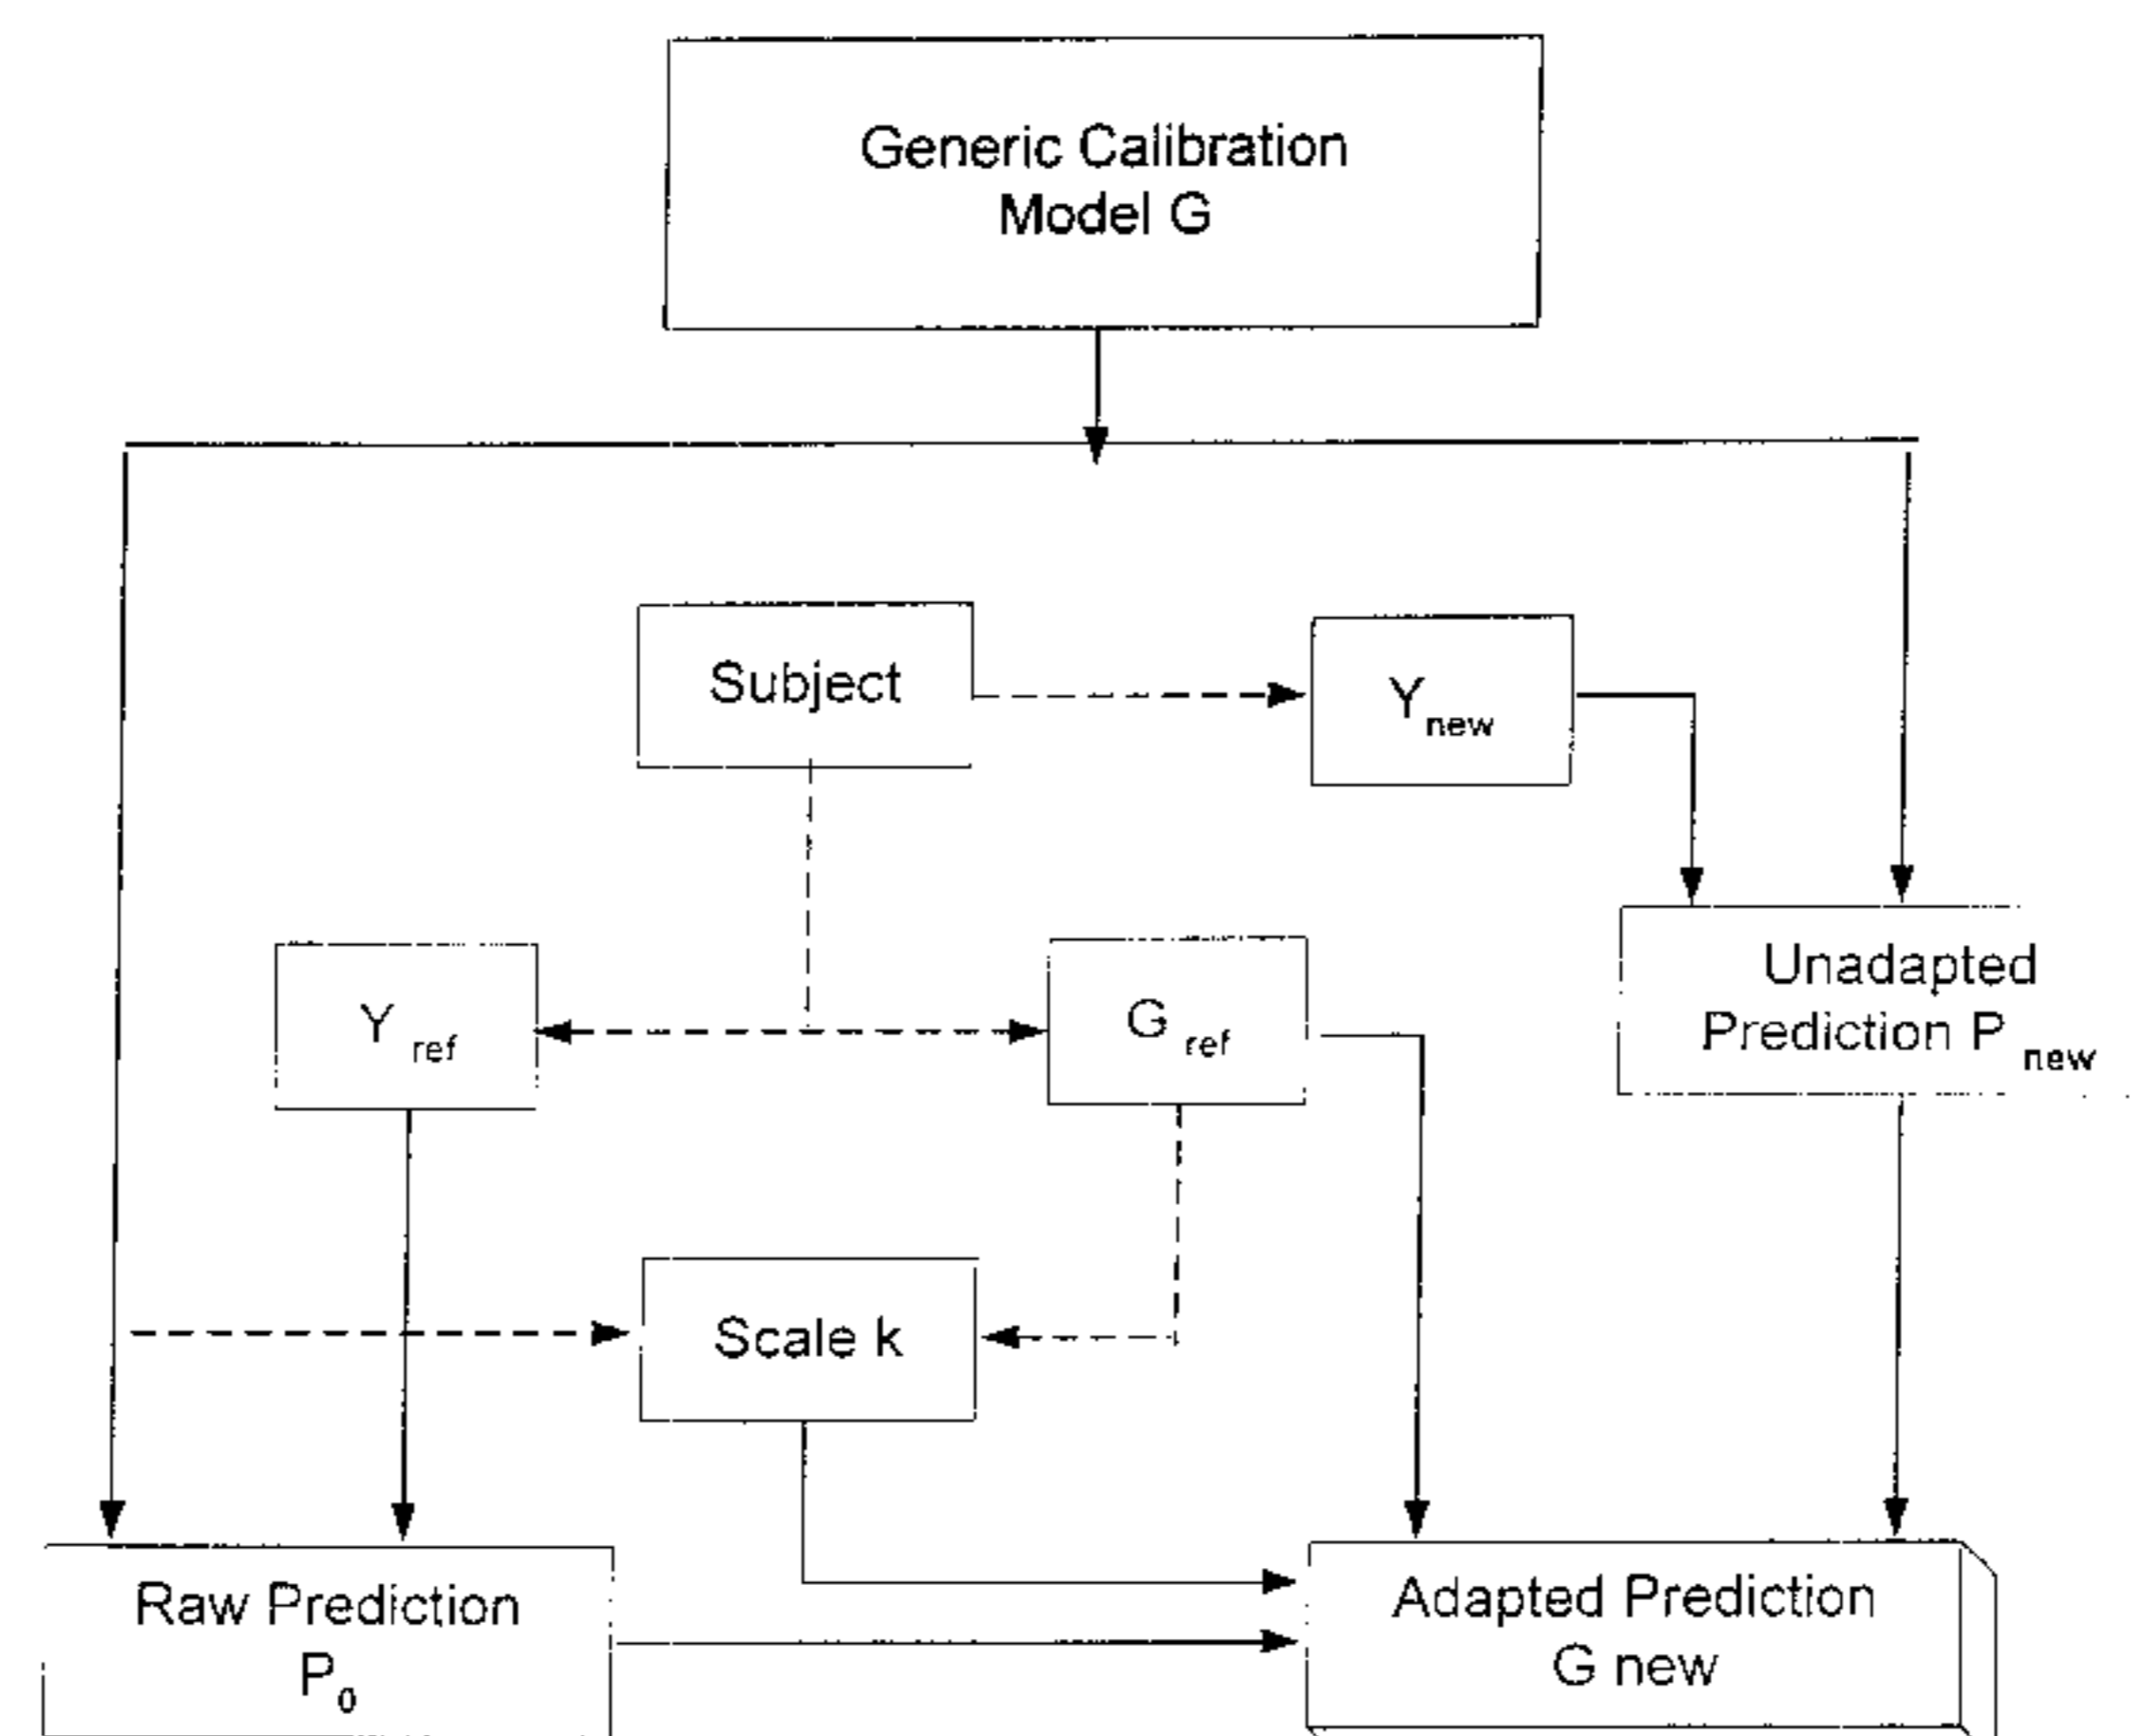 Generic Calibration
Model G
Subject
Y new
Y ref
G ref
Unadapted
Prediction P new
Scale k
Raw Prediction
P0
Adapted Prediction
G new